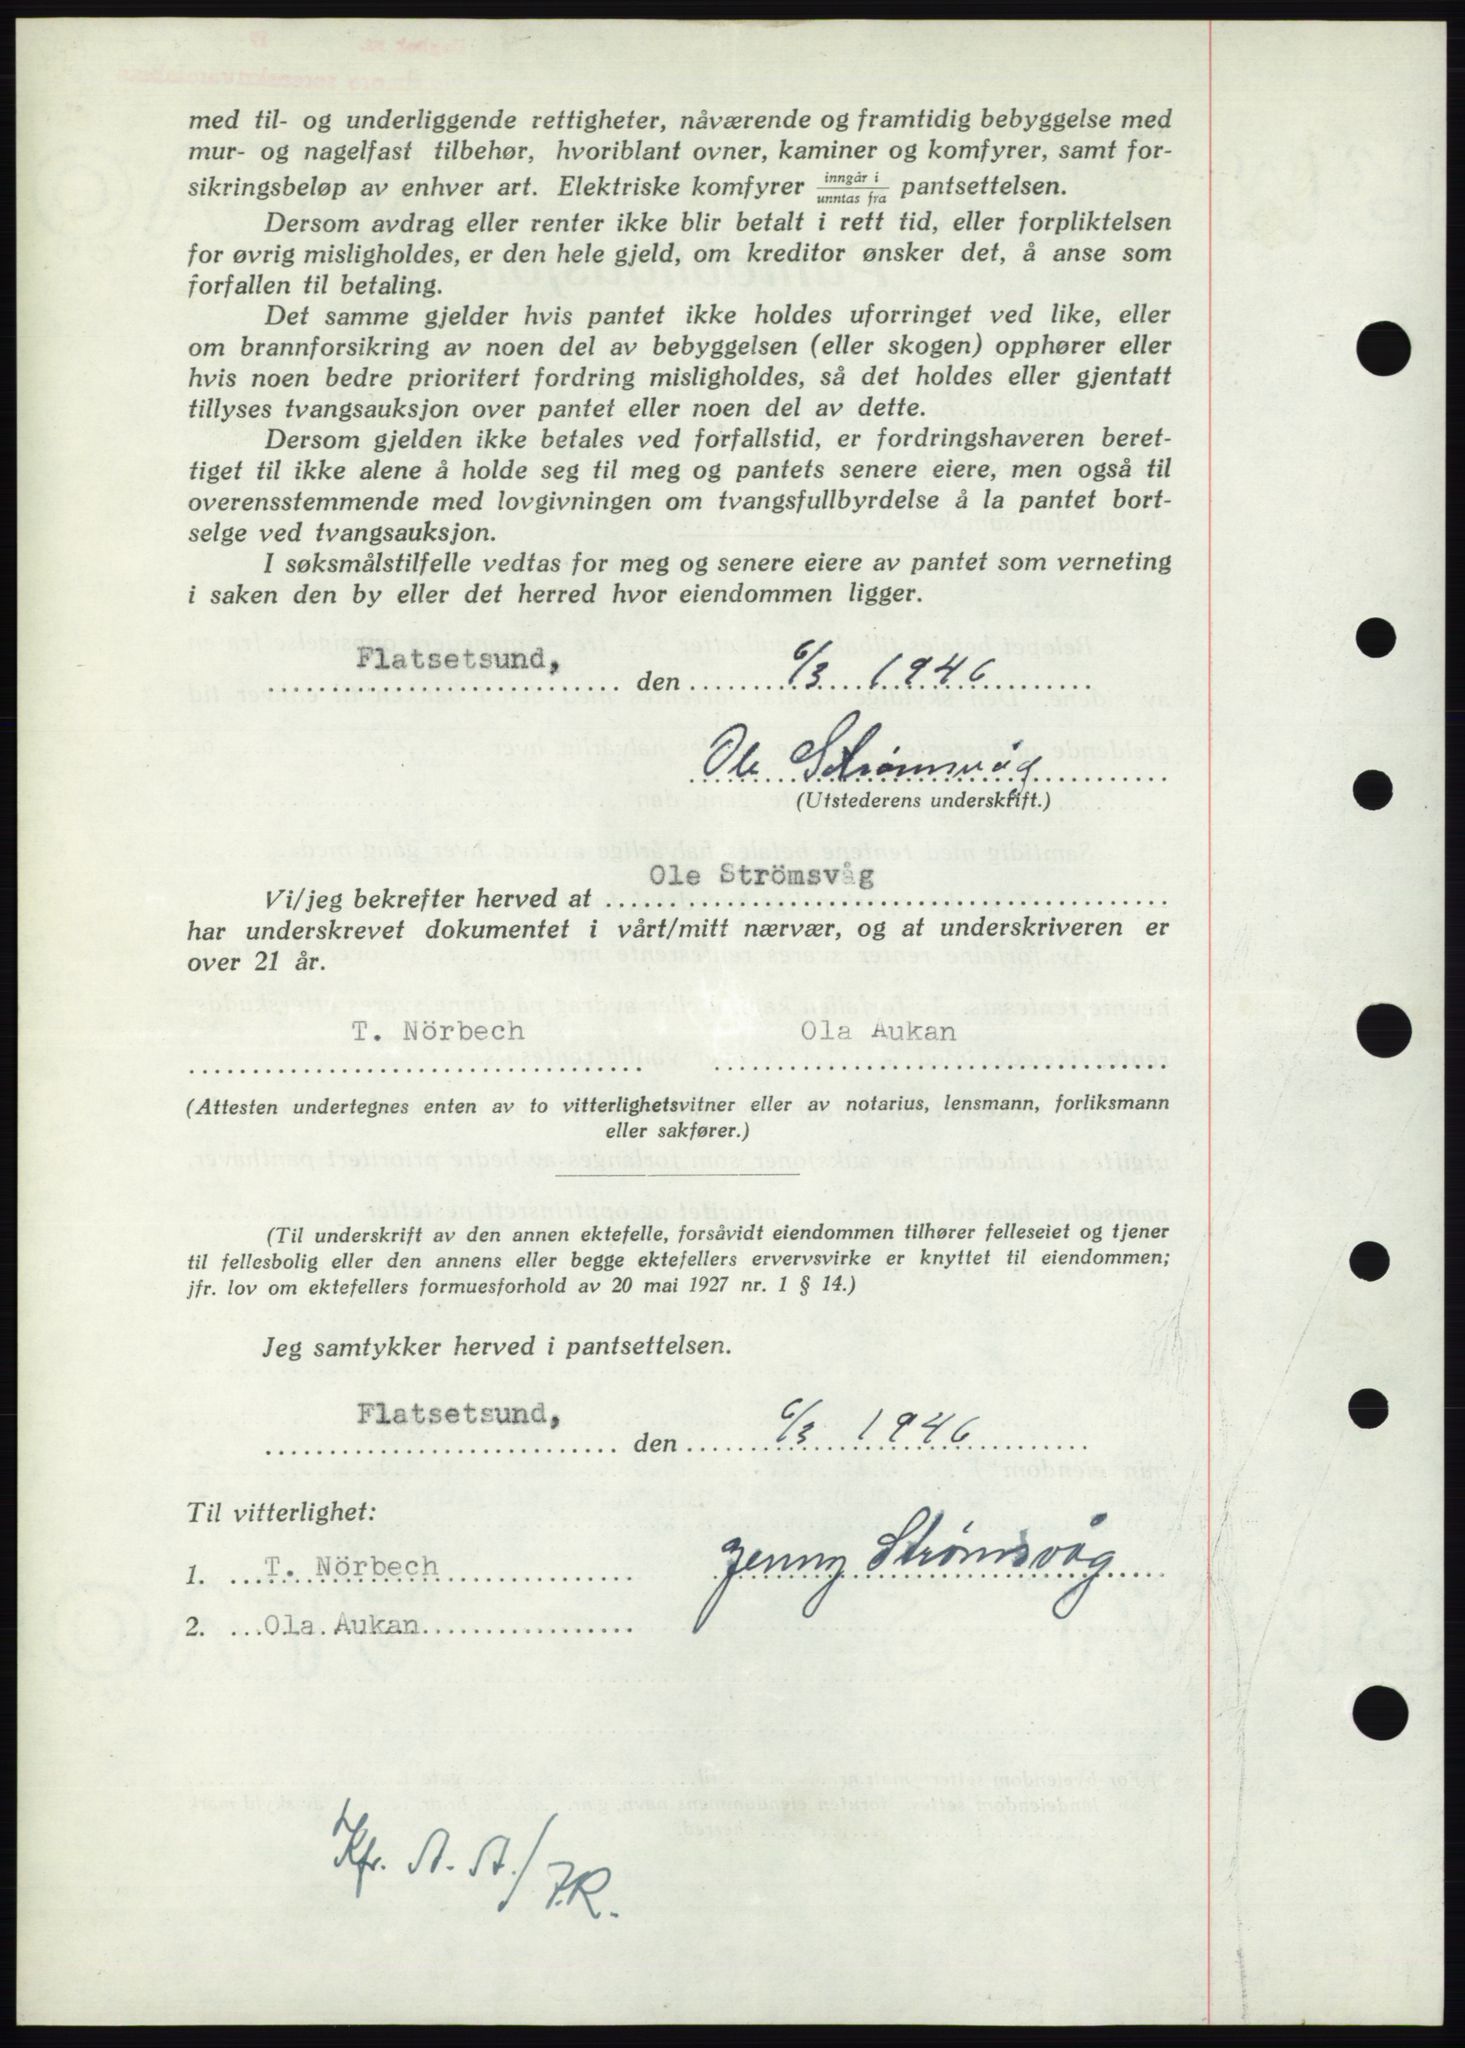 med til- og underliggende rettigheter, nåværende og framtidig bebyggelse med
mur- og nagelfast tilbehør, hvoriblant ovner, kaminer og komfyrer, samt for-
sikringsbeløp av enhver art. Elektriske komfyrer inngår i / unntas fra pantsettelsen.
Dersom avdrag eller renter ikke blir betalt i rett tid, eller forpliktelsen
for øvrig misligholdes, er den hele gjeld, om kreditor ønsker det, å anse som
forfallen til betaling.
Det samme gjelder hvis pantet ikke holdes uforringet ved like, eller
om brannforsikring av noen del av bebyggelsen (eller skogen) opphører eller
hvis noen bedre prioritert fordring misligholdes, så det holdes eller gjentatt
tillyses tvangsauksjon over pantet eller noen del av dette.
Dersom gjelden ikke betales ved forfallstid, er fordringshaveren beret-
tiget til ikke alene å holde seg til meg og pantets senere eiere, men også til
overensstemmende med lovgivningen om tvangsfullbyrdelse å la pantet bort-
selge ved tvangsauksjon.
I søksmålstilfelle vedtas for meg og senere eiere av pantet som verneting
i saken den by eller det herred hvor eiendommen ligger.
Flatsetsund, den 6/3 1946
Ole Strømsvåg
(Utstederens underskrift.)
Ole Strömsvåg
Vi/jeg bekrefter herved at
har underskrevet dokumentet i vårt/mitt nærvær, og at underskriveren er
over 21 år.
T. Nörbech Ola Aukan
(Attesten undertegnes enten av to vitterlighetsvitner eller av notarius, lensmann, forliksmann
eller sakfører.)
(Til underskrift av den annen ektefelle, forsåvidt eiendommen tilhører felleseiet og tjener
til fellesbolig eller den annens eller begge ektefellers ervervsvirke er knyttet til eiendommen;
jfr. lov om ektefellers formuesforhold av 20 mai 1927 nr. 1 § 14.)
Jeg samtykker herved i pantsettelsen.
Flatsetsund, den 6/3 1946
Til vitterlighet:
Jenny Strømsvåg
1. T. Nörbech
2. Ola Aukan
Kfr. A. A./J.R.